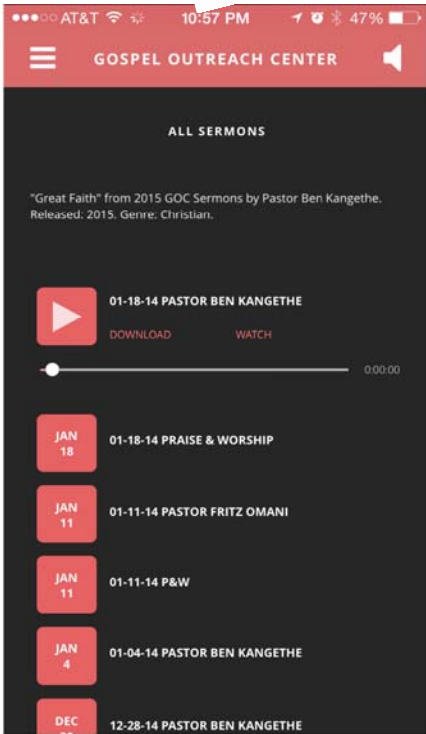 AT&T 10:57 PM 47%
GOSPEL OUTREACH CENTER
ALL SERMONS
"Great Faith" from 2015 GOC Sermons by Pastor Ben Kangethe.
Released: 2015. Genre: Christian.
01-18-14 PASTOR BEN KANGETHE
DOWNLOAD WATCH
0:00:00
JAN
18
01-18-14 PRAISE & WORSHIP
JAN
11
01-11-14 PASTOR FRITZ OMANI
JAN
11
01-11-14 P&W
JAN
4
01-04-14 PASTOR BEN KANGETHE
DEC
12-28-14 PASTOR BEN KANGETHE